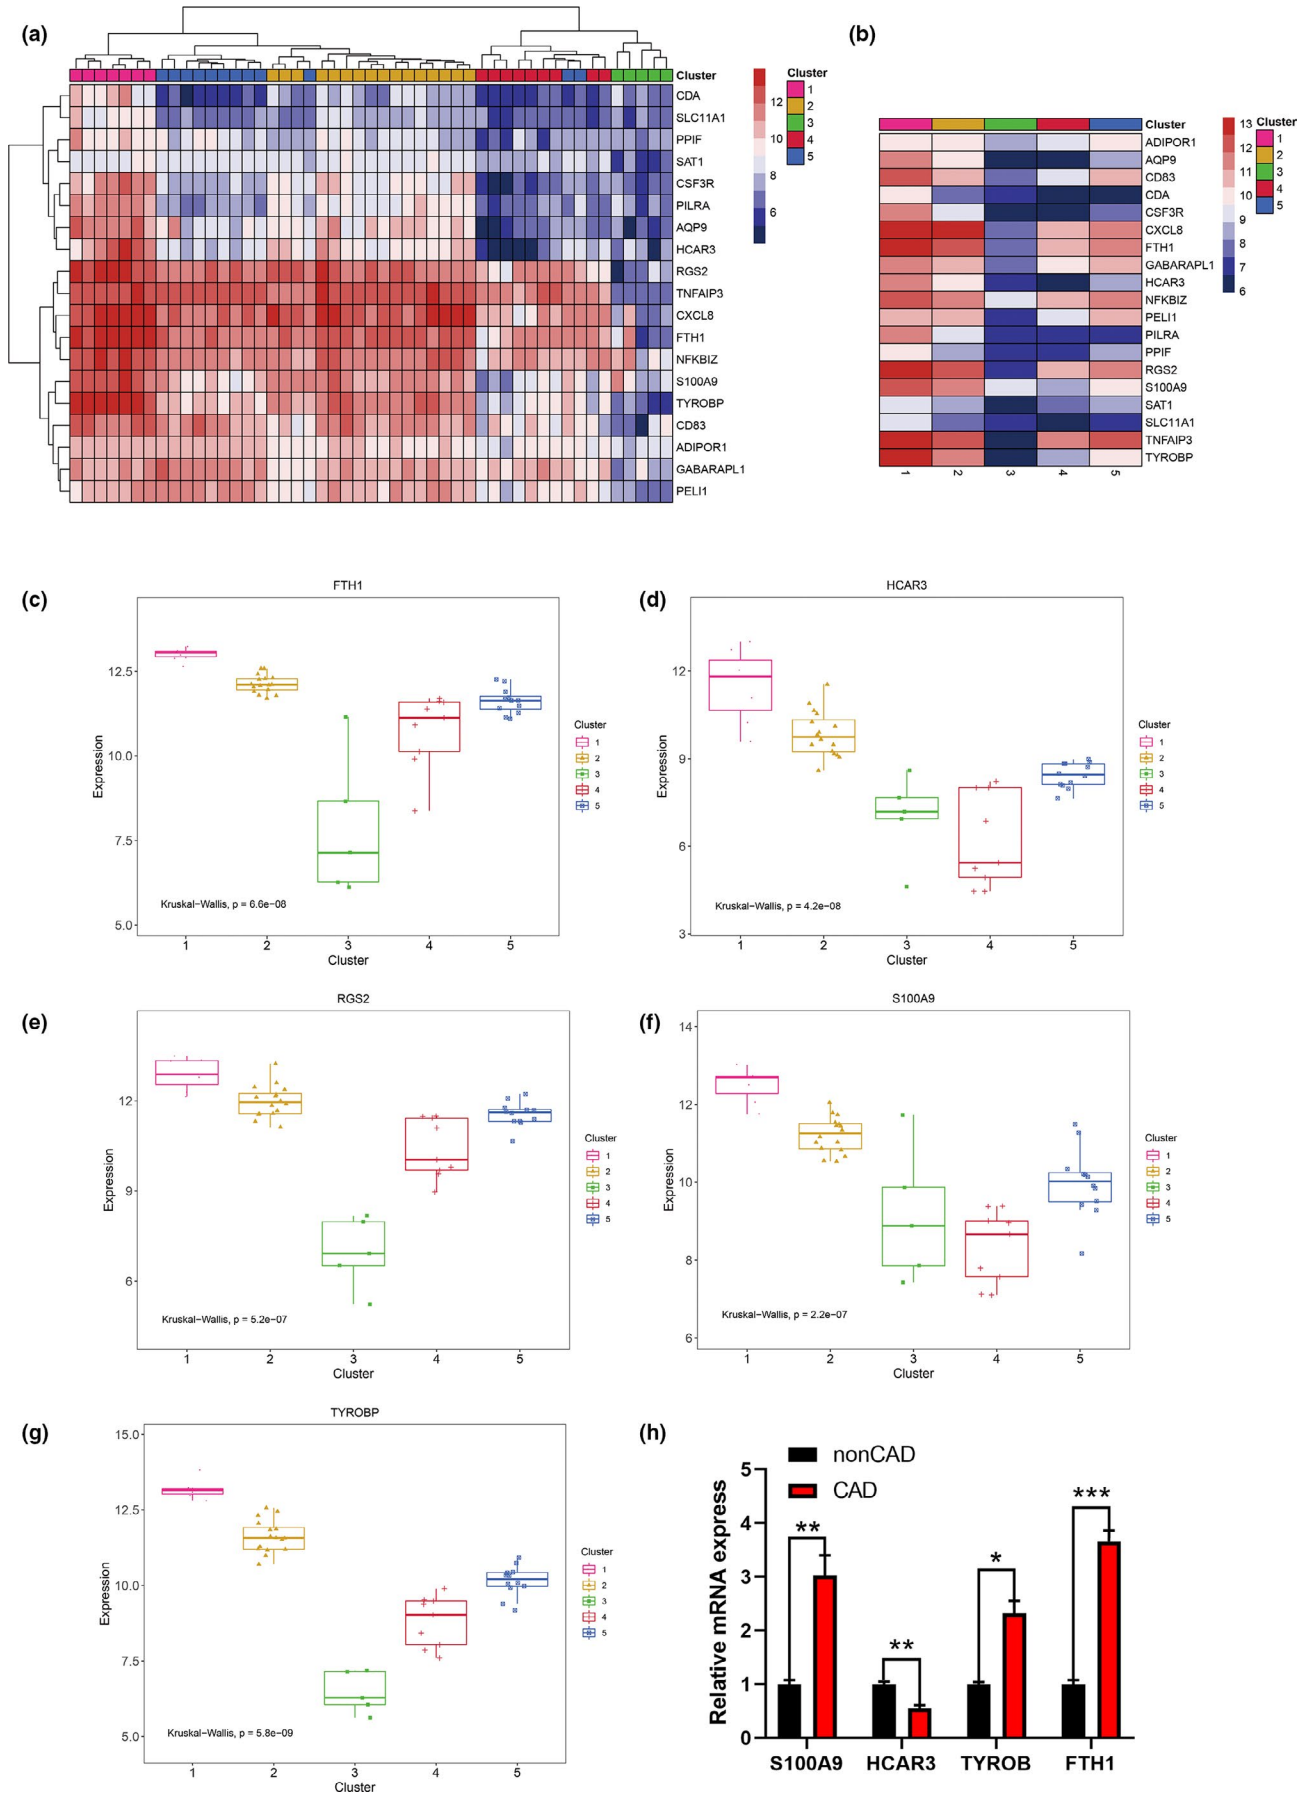 (a)
Cluster
CDA
SLC11A1
PPIF
SAT1
CSF3R
PILRA
AQP9
HCAR3
RGS2
TNFAIP3
CXCL8
FTH1
NFKBIZ
S100A9
TYROBP
CD83
ADIPOR1
GABARAPL1
PELI1
12
10
8
6
Cluster
1
2
3
4
5
(b)
Cluster
ADIPOR1
AQP9
CD83
CDA
CSF3R
CXCL8
FTH1
GABARAPL1
HCAR3
NFKBIZ
PELI1
PILRA
PPIF
RGS2
S100A9
SAT1
SLC11A1
TNFAIP3
TYROBP
1 2 3 4 5
13
12
11
10
9
8
7
6
Cluster
1
2
3
4
5
(c)
FTH1
Expression
12.5
10.0
7.5
5.0
Kruskal−Wallis, p = 6.6e−08
1 2 3 4 5
Cluster
Cluster
1
2
3
4
5
(d)
HCAR3
Expression
12
9
6
3
Kruskal−Wallis, p = 4.2e−08
1 2 3 4 5
Cluster
Cluster
1
2
3
4
5
(e)
RGS2
Expression
12
9
6
Kruskal−Wallis, p = 5.2e−07
1 2 3 4 5
Cluster
Cluster
1
2
3
4
5
(f)
S100A9
Expression
14
12
10
8
6
Kruskal−Wallis, p = 2.2e−07
1 2 3 4 5
Cluster
Cluster
1
2
3
4
5
(g)
TYROBP
Expression
15.0
12.5
10.0
7.5
5.0
Kruskal−Wallis, p = 5.8e−09
1 2 3 4 5
Cluster
Cluster
1
2
3
4
5
(h)
nonCAD
CAD
Relative mRNA express
5
4
3
2
1
0
** ** * ***
S100A9 HCAR3 TYROB FTH1